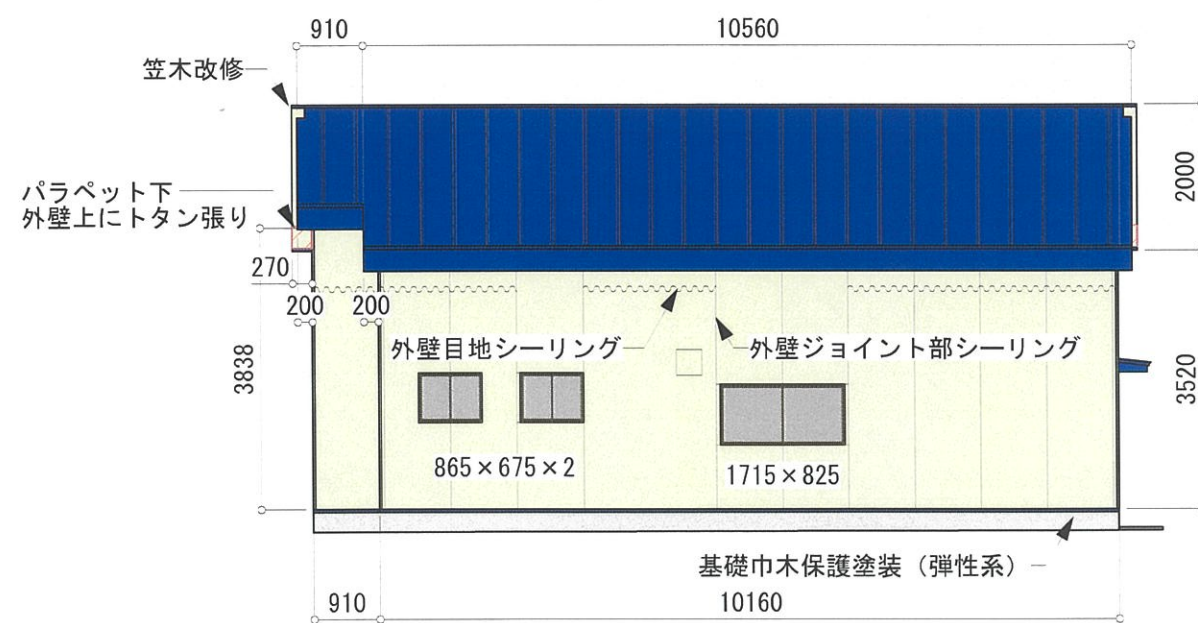 910
10560
笠木改修
2000
パラペット下
外壁上にトタン張り
270
200
200
外壁目地シーリング
外壁ジョイント部シーリング
3838
3520
865×675×2
1715×825
基礎巾木保護塗装（弾性系）
910
10160